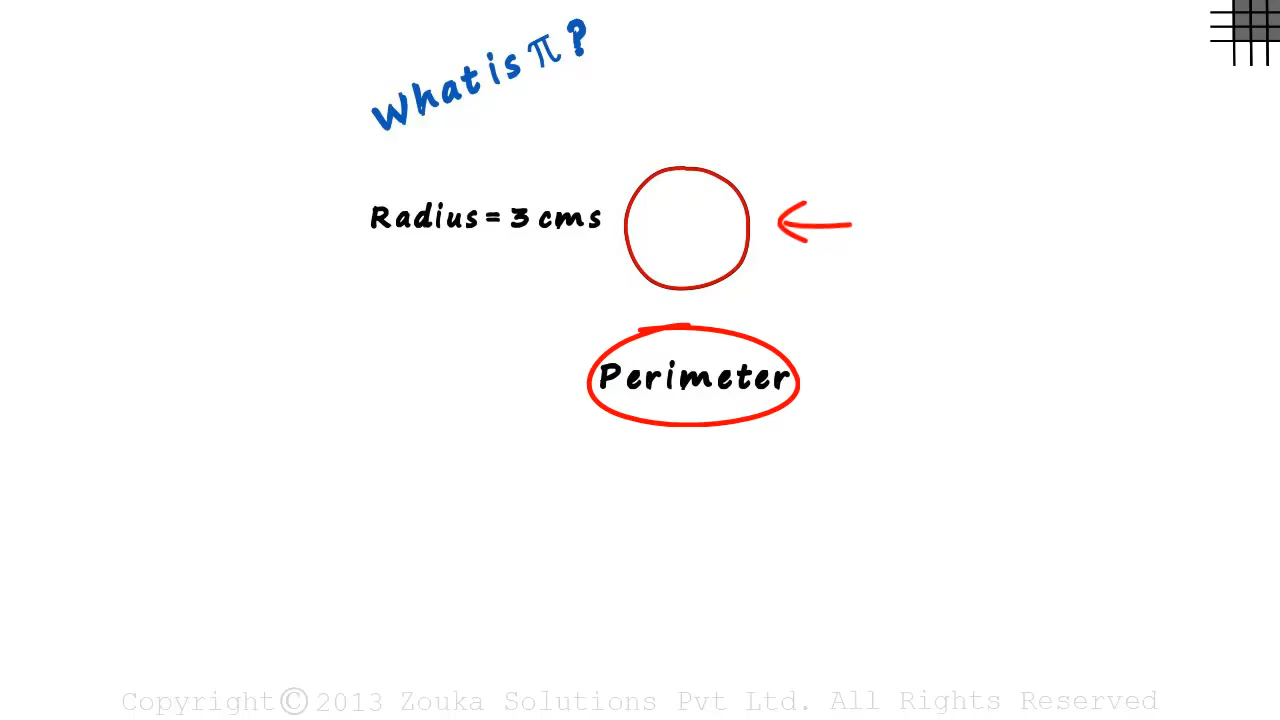 What is π ?
Radius = 3 cms
Perimeter
Copyright © 2013 Zouka Solutions Pvt Ltd. All Rights Reserved